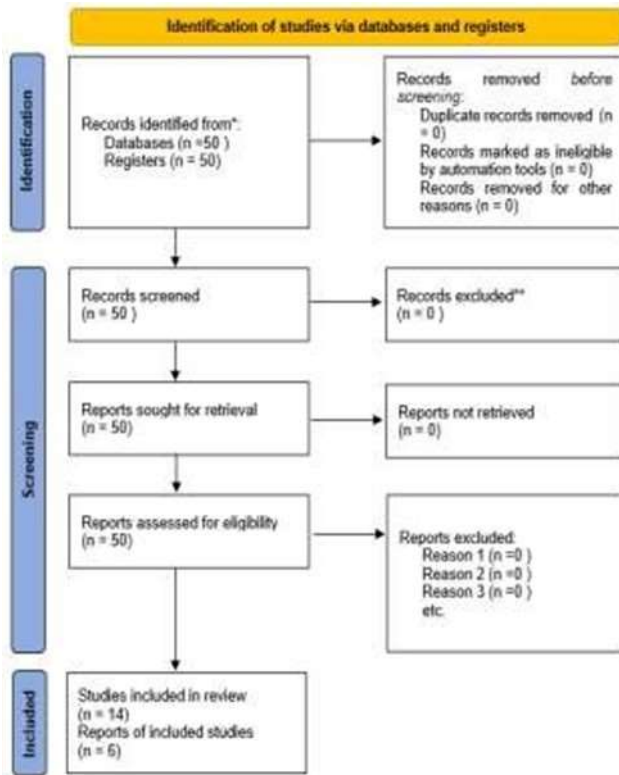 Identification of studies via databases and registers
Identification
Records identified from*:
Databases (n =50 )
Registers (n = 50)
Records removed before
screening:
Duplicate records removed (n
= 0)
Records marked as ineligible
by automation tools (n = 0)
Records removed for other
reasons (n = 0)
Screening
Records screened
(n = 50 )
Records excluded**
(n = 0 )
Reports sought for retrieval
(n = 50)
Reports not retrieved
(n = 0)
Reports assessed for eligibility
(n = 50)
Reports excluded:
Reason 1 (n =0 )
Reason 2 (n =0 )
Reason 3 (n =0 )
etc.
Included
Studies included in review
(n = 14)
Reports of included studies
(n = 6)